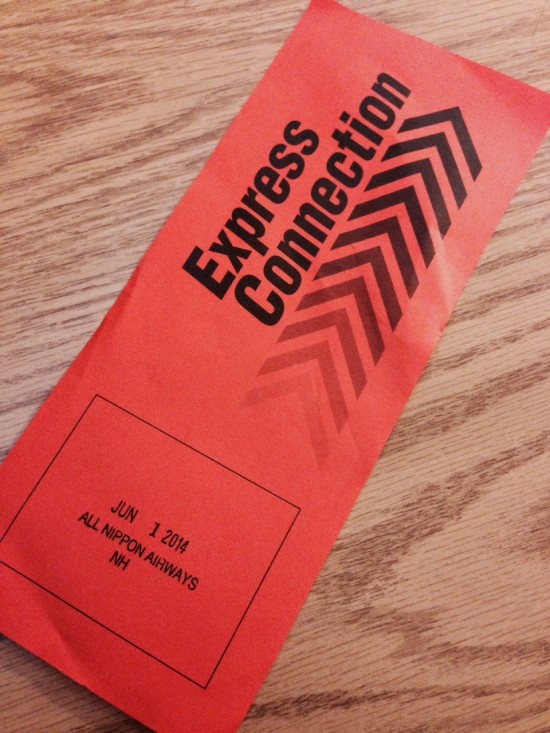 Express
Connection
JUN 1 2014
ALL NIPPON AIRWAYS
NH